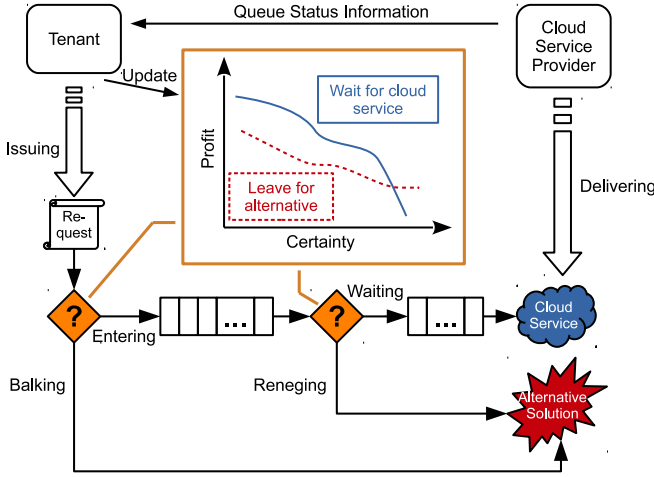 Queue Status Information
Tenant
Cloud
Service
Provider
Update
Wait for cloud
service
Profit
Issuing
Leave for
alternative
Delivering
Re-
quest
Certainty
Waiting
?
?
Entering
...
...
Cloud
Service
Balking
Reneging
Alternative
Solution